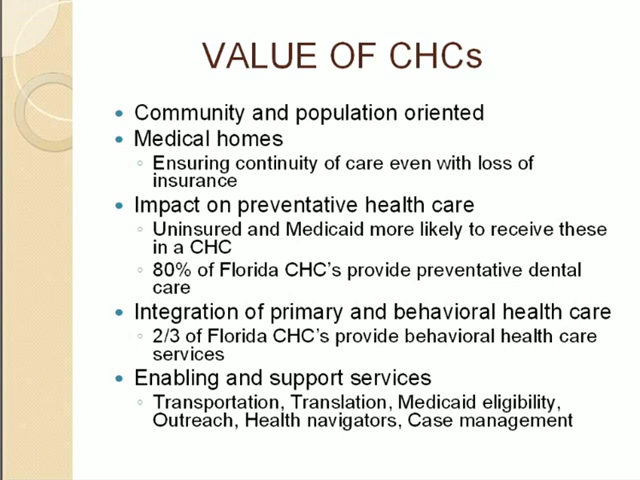 VALUE OF CHCs
• Community and population oriented
• Medical homes
◦ Ensuring continuity of care even with loss of
insurance
• Impact on preventative health care
◦ Uninsured and Medicaid more likely to receive these
in a CHC
◦ 80% of Florida CHC's provide preventative dental
care
• Integration of primary and behavioral health care
◦ 2/3 of Florida CHC's provide behavioral health care
services
• Enabling and support services
◦ Transportation, Translation, Medicaid eligibility,
Outreach, Health navigators, Case management